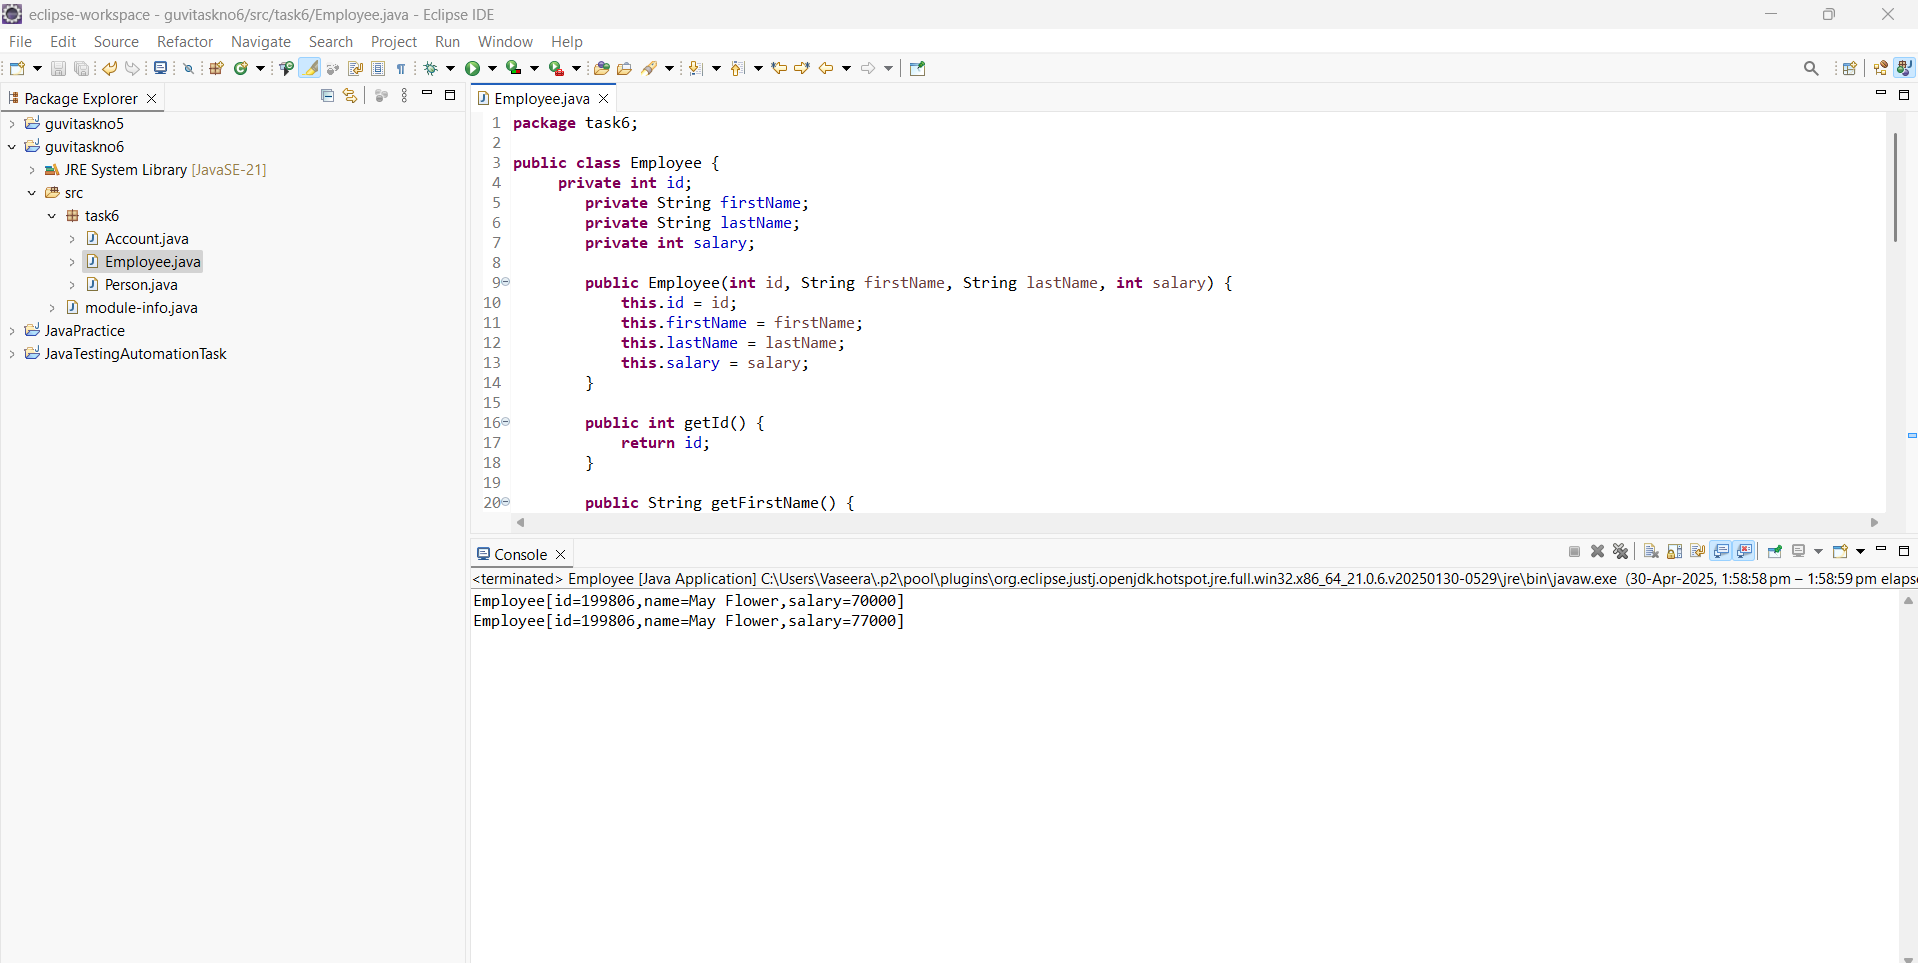 eclipse-workspace - guvitaskno6/src/task6/Employee.java - Eclipse IDE
File Edit Source Refactor Navigate Search Project Run Window Help
Package Explorer
guvitaskno5
guvitaskno6
JRE System Library [JavaSE-21]
src
task6
Account.java
Employee.java
Person.java
module-info.java
JavaPractice
JavaTestingAutomationTask
Employee.java
1 package task6;
2
3 public class Employee {
4 private int id;
5 private String firstName;
6 private String lastName;
7 private int salary;
8
9 public Employee(int id, String firstName, String lastName, int salary) {
10 this.id = id;
11 this.firstName = firstName;
12 this.lastName = lastName;
13 this.salary = salary;
14 }
15
16 public int getId() {
17 return id;
18 }
19
20 public String getFirstName() {
Console
<terminated> Employee [Java Application] C:\Users\Vaseera\.p2\pool\plugins\org.eclipse.justj.openjdk.hotspot.jre.full.win32.x86_64_21.0.6.v20250130-0529\jre\bin\javaw.exe (30-Apr-2025, 1:58:58 pm – 1:58:59 pm elaps
Employee[id=199806,name=May Flower,salary=70000]
Employee[id=199806,name=May Flower,salary=77000]